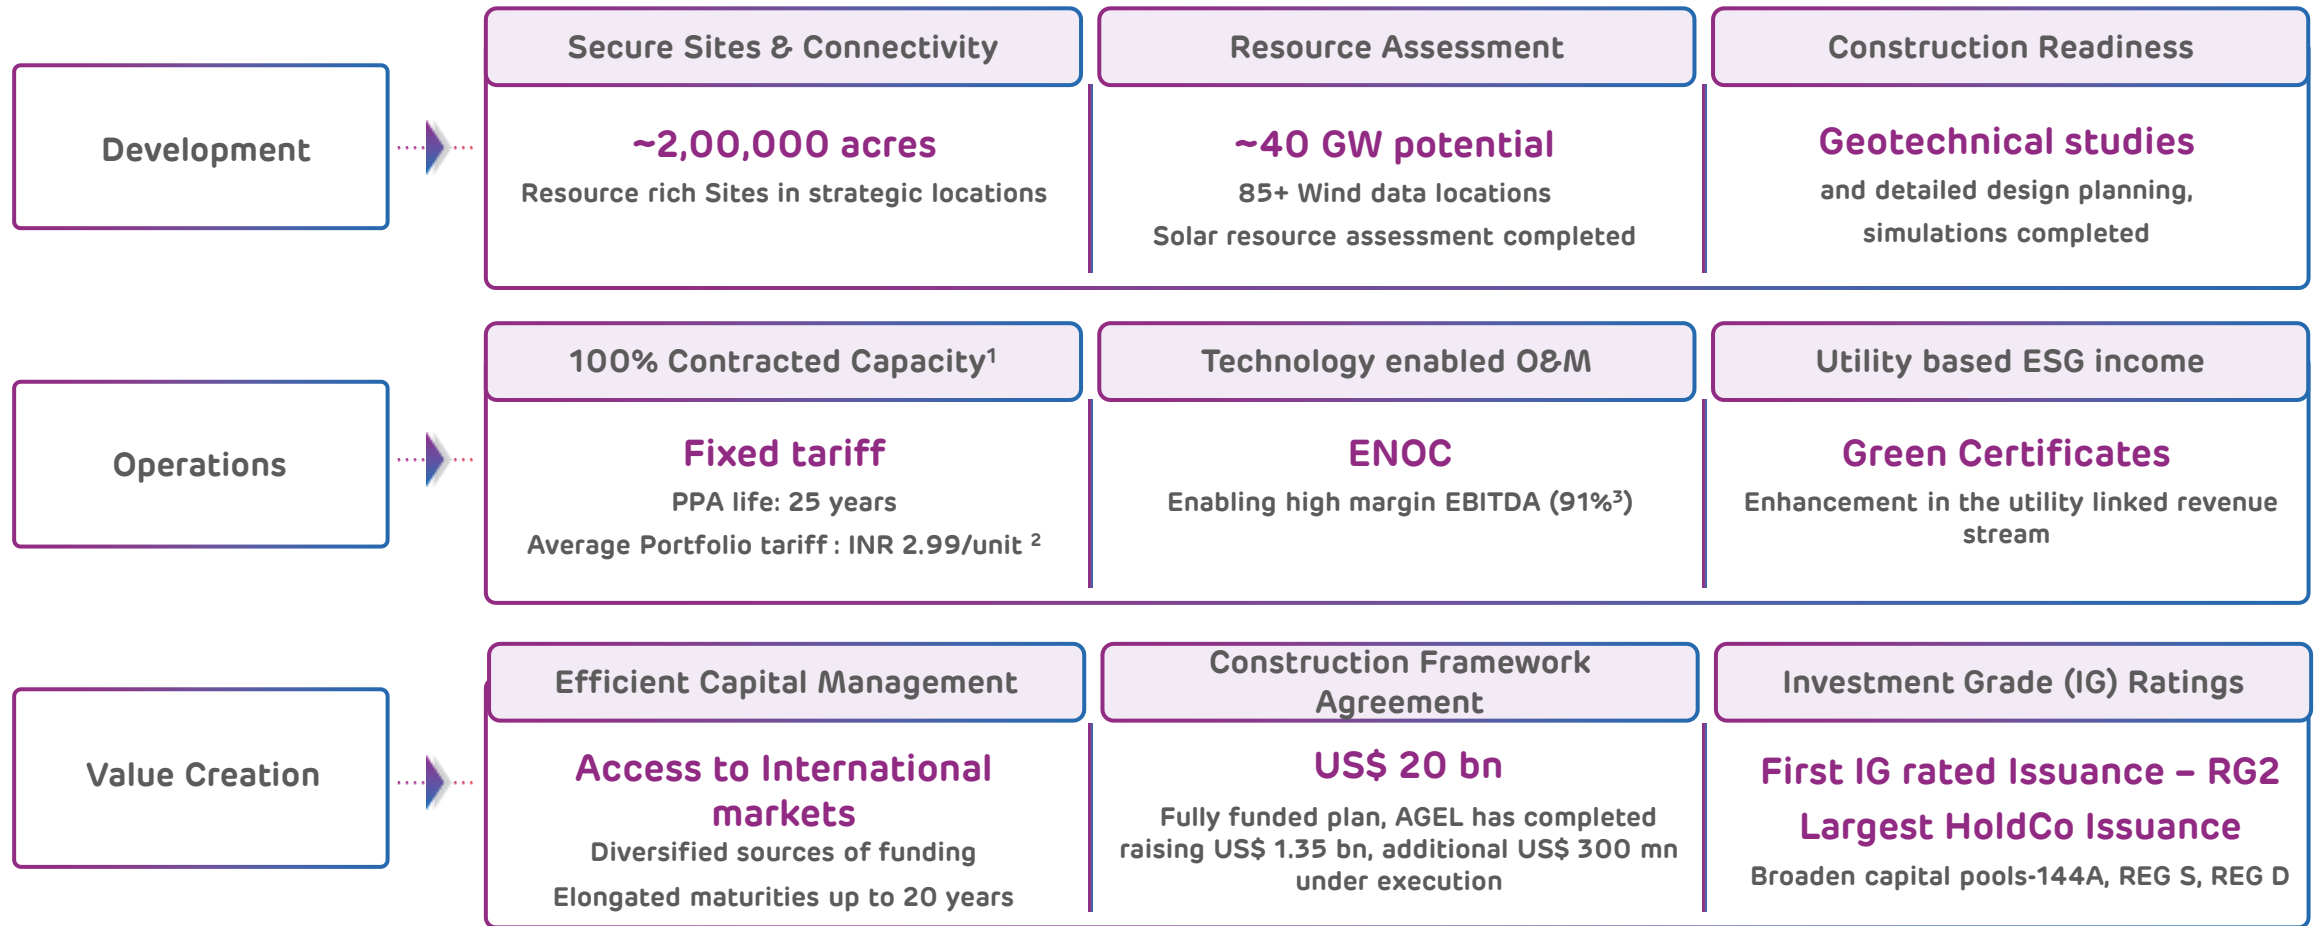 Development
Secure Sites & Connectivity
~2,00,000 acres
Resource rich Sites in strategic locations
Resource Assessment
~40 GW potential
85+ Wind data locations
Solar resource assessment completed
Construction Readiness
Geotechnical studies
and detailed design planning,
simulations completed
Operations
100% Contracted Capacity¹
Fixed tariff
PPA life: 25 years
Average Portfolio tariff : INR 2.99/unit ²
Technology enabled O&M
ENOC
Enabling high margin EBITDA (91%³)
Utility based ESG income
Green Certificates
Enhancement in the utility linked revenue
stream
Value Creation
Efficient Capital Management
Access to International
markets
Diversified sources of funding
Elongated maturities up to 20 years
Construction Framework
Agreement
US$ 20 bn
Fully funded plan, AGEL has completed
raising US$ 1.35 bn, additional US$ 300 mn
under execution
Investment Grade (IG) Ratings
First IG rated Issuance – RG2
Largest HoldCo Issuance
Broaden capital pools-144A, REG S, REG D